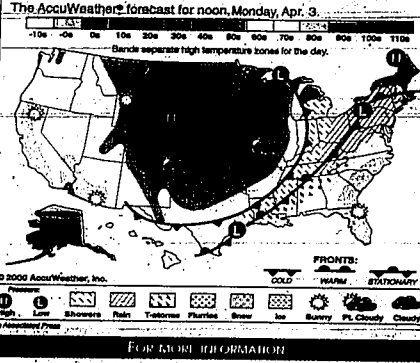 The AccuWeather® forecast for noon, Monday, Apr. 3.
-10s -0s 0s 10s 20s 30s 40s 50s 60s 70s 80s 90s 100s 110s
Bands separate high temperature zones for the day.
H
L
L
L
© 2000 AccuWeather, Inc.
FRONTS:
COLD WARM STATIONARY
Pressure:
H L
High Low Showers Rain T-storms Flurries Snow Ice Sunny Pt. Cloudy Cloudy
Associated Press
FOR MORE INFORMATION